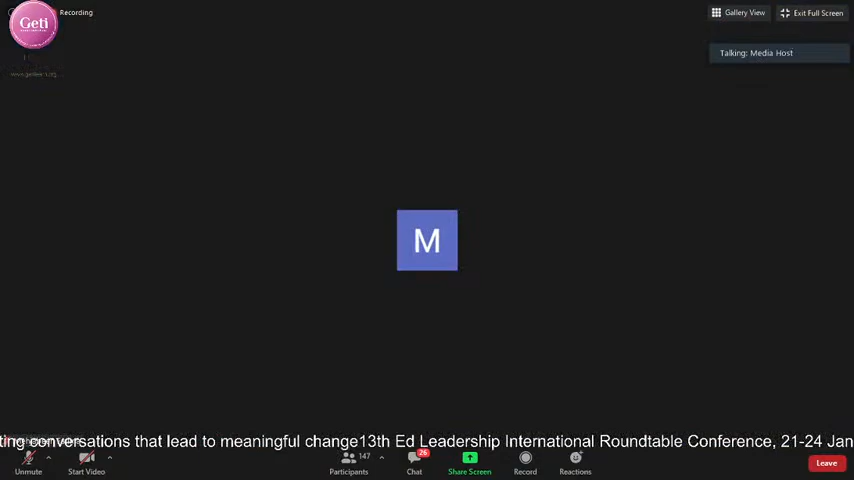 Geti
Recording
Gallery View
Exit Full Screen
Talking: Media Host
M
ting conversations that lead to meaningful change13th Ed Leadership International Roundtable Conference, 21-24 Jan
Unmute
Start Video
147
Participants
26
Chat
Share Screen
Record
Reactions
Leave